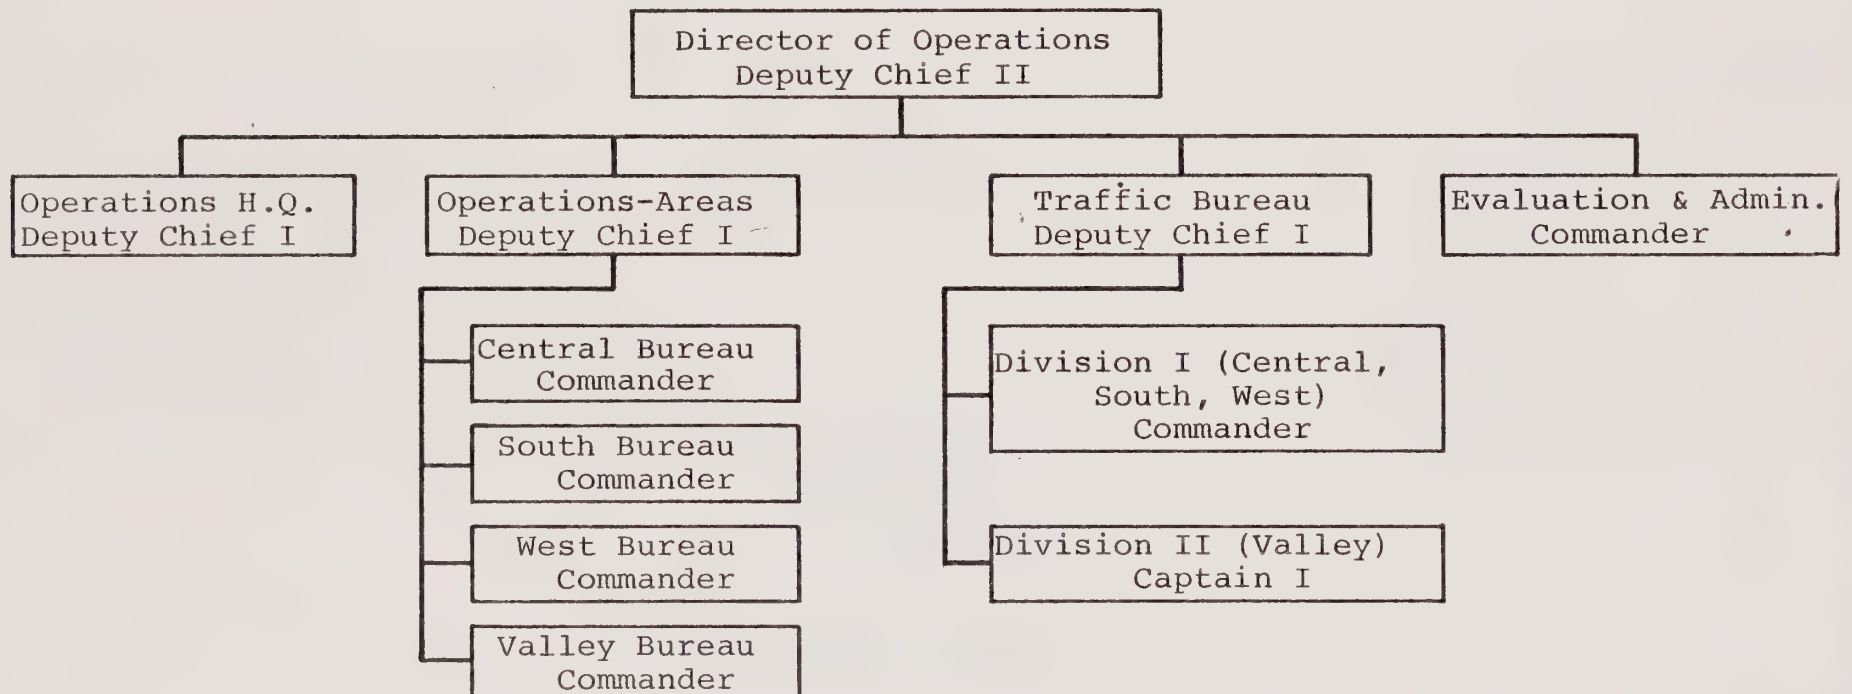 Director of Operations
Deputy Chief II
Operations H.Q.
Deputy Chief I
Operations-Areas
Deputy Chief I
Traffic Bureau
Deputy Chief I
Evaluation & Admin.
Commander
Central Bureau
Commander
South Bureau
Commander
West Bureau
Commander
Valley Bureau
Commander
Division I (Central,
South, West)
Commander
Division II (Valley)
Captain I